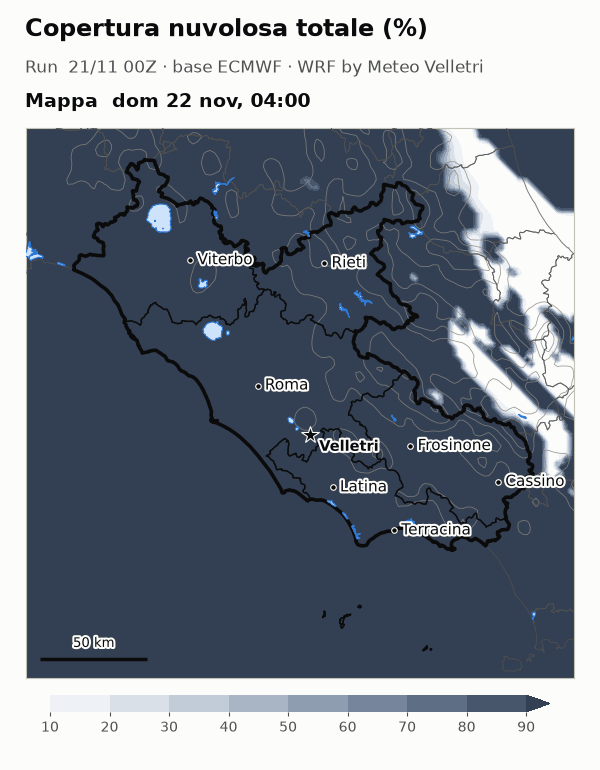 Copertura nuvolosa totale (%)
Run  21/11 00Z · base ECMWF · WRF by Meteo Velletri
Mappa  dom 22 nov, 04:00
Viterbo
Rieti
Roma
Velletri
Frosinone
Latina
Cassino
Terracina
50 km
10 20 30 40 50 60 70 80 90